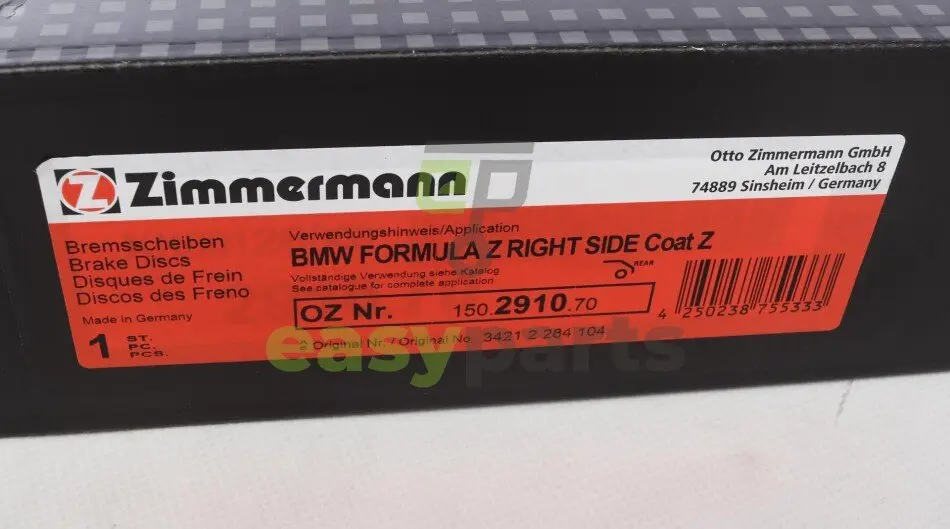 Z Zimmermann
Otto Zimmermann GmbH
Am Leitzelbach 8
74889 Sinsheim / Germany
Bremsscheiben
Brake Discs
Disques de Frein
Discos des Freno
Made in Germany
1 ST.
PC.
PCS.
Verwendungshinweis/Application
BMW FORMULA Z RIGHT SIDE Coat Z
Vollständige Verwendung siehe Katalog
See catalogue for complete application
REAR
OZ Nr. 150.2910.70
Original Nr. / Original No. 3421 2 284 104
4 250238 755333
easyparts